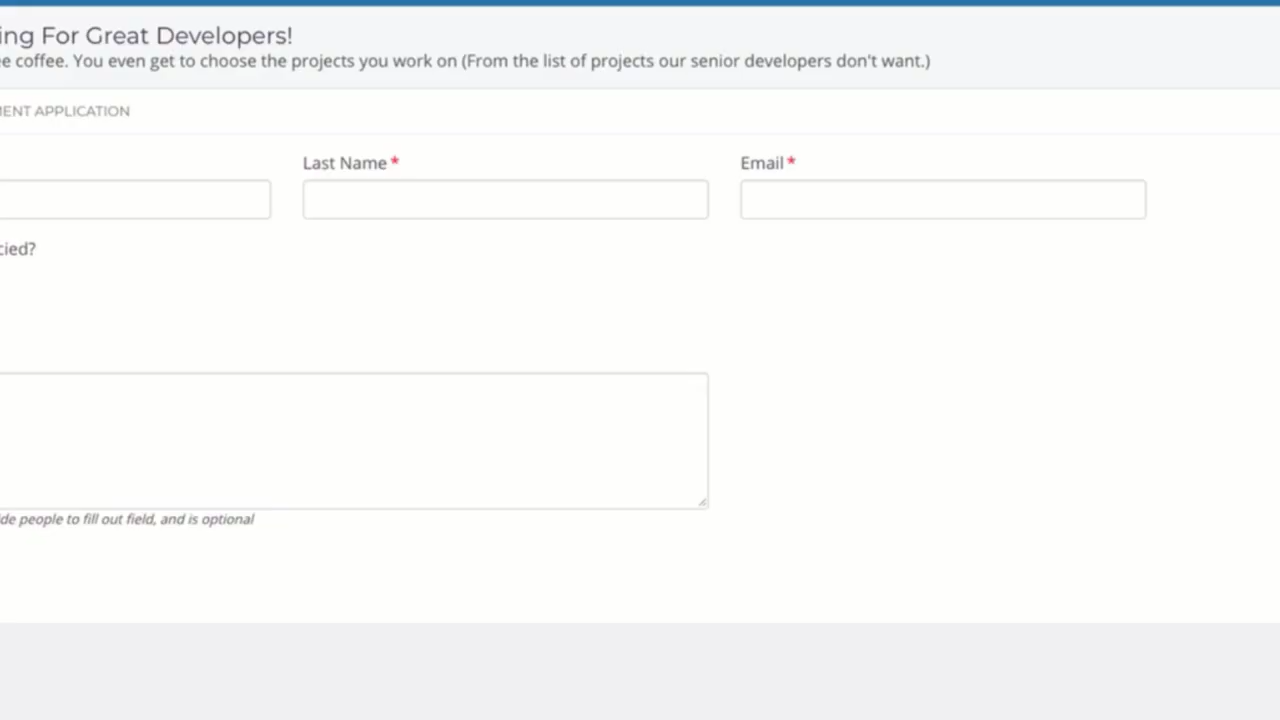 ing For Great Developers!
e coffee. You even get to choose the projects you work on (From the list of projects our senior developers don't want.)
MENT APPLICATION
Last Name *
Email *
cied?
de people to fill out field, and is optional